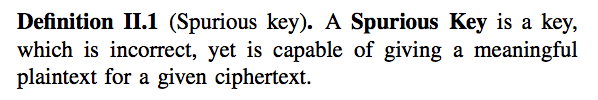 Definition II.1 (Spurious key). A Spurious Key is a key,
which is incorrect, yet is capable of giving a meaningful
plaintext for a given ciphertext.